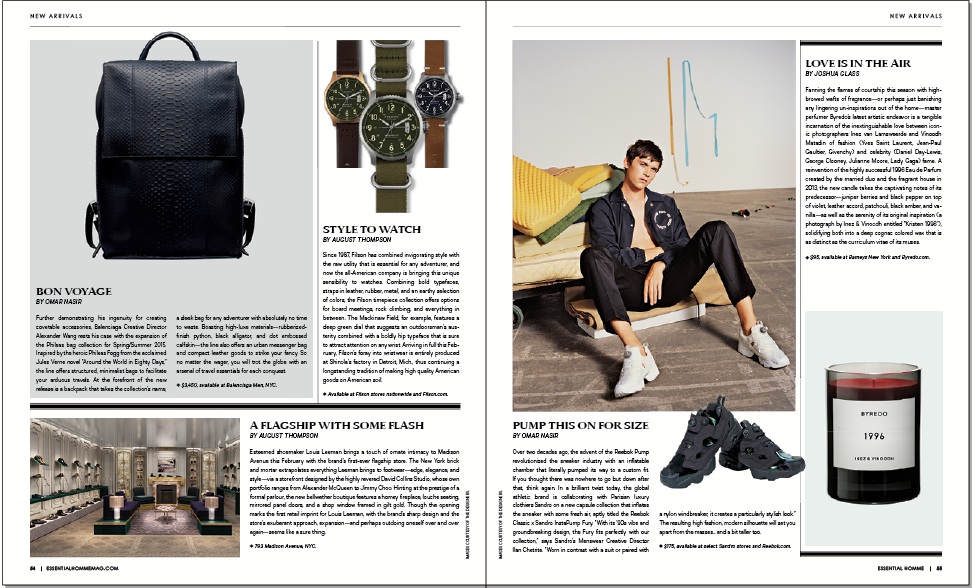 NEW ARRIVALS
BON VOYAGE
BY OMAR NASIR
Further demonstrating his ingenuity for creating
covetable accessories, Balenciaga Creative Director
Alexander Wang rests his case with the expansion of
the Phileas bag collection for Spring/Summer 2015.
Inspired by the heroic Phileas Fogg from the acclaimed
Jules Verne novel "Around the World in Eighty Days,"
the line offers structured, minimalist bags to facilitate
your arduous travels. At the forefront of the new
release is a backpack that takes the collection's name,
a sleek bag for any adventurer with absolutely no time
to waste. Boasting high-luxe materials—rubberized-
finish python, black alligator, and dot embossed
calfskin—the line also offers an urban messenger bag
and compact leather goods to strike your fancy. So
no matter the wager, you will trot the globe with an
arsenal of travel essentials for each conquest.
$3,450, available at Balenciaga Men, NYC.
STYLE TO WATCH
BY AUGUST THOMPSON
Since 1987, Filson has combined invigorating style with
the raw utility that is essential for any adventurer, and
now the all-American company is bringing this unique
sensibility to watches. Combining bold typefaces,
straps in leather, rubber, metal, and an earthy selection
of colors, the Filson timepiece collection offers options
for board meetings, rock climbing, and everything in
between. The Mackinaw Field, for example, features a
deep green dial that suggests an outdoorsman's aus-
terity combined with a boldly hip typeface that is sure
to attract attention on any wrist. Arriving in full this Feb-
ruary, Filson's foray into wristwear is entirely produced
at Shinola's factory in Detroit, Mich., thus continuing a
longstanding tradition of making high quality American
goods on American soil.
Available at Filson stores nationwide and Filson.com.
A FLAGSHIP WITH SOME FLASH
BY AUGUST THOMPSON
Esteemed shoemaker Louis Leeman brings a touch of ornate intimacy to Madison
Avenue this February with the brand's first-ever flagship store. The New York brick
and mortar extrapolates everything Leeman brings to footwear—edge, elegance, and
style—via a storefront designed by the highly revered David Collins Studio, whose own
portfolio ranges from Alexander McQueen to Jimmy Choo. Hinting at the prestige of a
formal parlour, the new bellwether boutique features a homey fireplace, louche seating,
mirrored panel doors, and a shop window framed in gilt gold. Though the opening
marks the first retail imprint for Louis Leeman, with the brand's sharp design and the
store's exuberant approach, expansion—and perhaps outdoing oneself over and over
again—seems like a sure thing.
793 Madison Avenue, NYC.
IMAGES COURTESY OF THE DESIGNERS.
54 | ESSENTIALHOMMEMAG.COM
NEW ARRIVALS
PUMP THIS ON FOR SIZE
BY OMAR NASIR
Over two decades ago, the advent of the Reebok Pump
revolutionized the sneaker industry with an inflatable
chamber that literally pumped its way to a custom fit.
If you thought there was nowhere to go but down after
that, think again. In a brilliant twist today, the global
athletic brand is collaborating with Parisian luxury
clothiers Sandro on a new capsule collection that inflates
the sneaker with some fresh air, aptly titled the Reebok
Classic x Sandro InstaPump Fury. "With its '90s vibe and
groundbreaking design, the Fury fits perfectly with our
collection," says Sandro's Menswear Creative Director
Ilan Chetrite. "Worn in contrast with a suit or paired with
a nylon windbreaker, it creates a particularly stylish look."
The resulting high fashion, modern silhouette will set you
apart from the masses...and a bit taller too.
$175, available at select Sandro stores and Reebok.com.
LOVE IS IN THE AIR
BY JOSHUA GLASS
Fanning the flames of courtship this season with high-
browed wafts of fragrance—or perhaps just banishing
any lingering un-inspirations out of the home—master
perfumer Byredo's latest artistic endeavor is a tangible
incarnation of the inextinguishable love between icon-
ic photographers Inez van Lamsweerde and Vinoodh
Matadin of fashion (Yves Saint Laurent, Jean-Paul
Gaultier, Givenchy) and celebrity (Daniel Day-Lewis,
George Clooney, Julianne Moore, Lady Gaga) fame. A
reinvention of the highly successful 1996 Eau de Parfum
created by the married duo and the fragrant house in
2013, the new candle takes the captivating notes of its
predecessor—juniper berries and black pepper on top
of violet, leather accord, patchouli, black amber, and va-
nilla—as well as the serenity of its original inspiration (a
photograph by Inez & Vinoodh entitled "Kristen 1996"),
solidifying both into a deep cognac colored wax that is
as distinct as the curriculum vitae of its muses.
$95, available at Barneys New York and Byredo.com.
BYREDO
1996
INEZ & VINOODH
IMAGES COURTESY OF THE DESIGNERS.
ESSENTIAL HOMME | 55